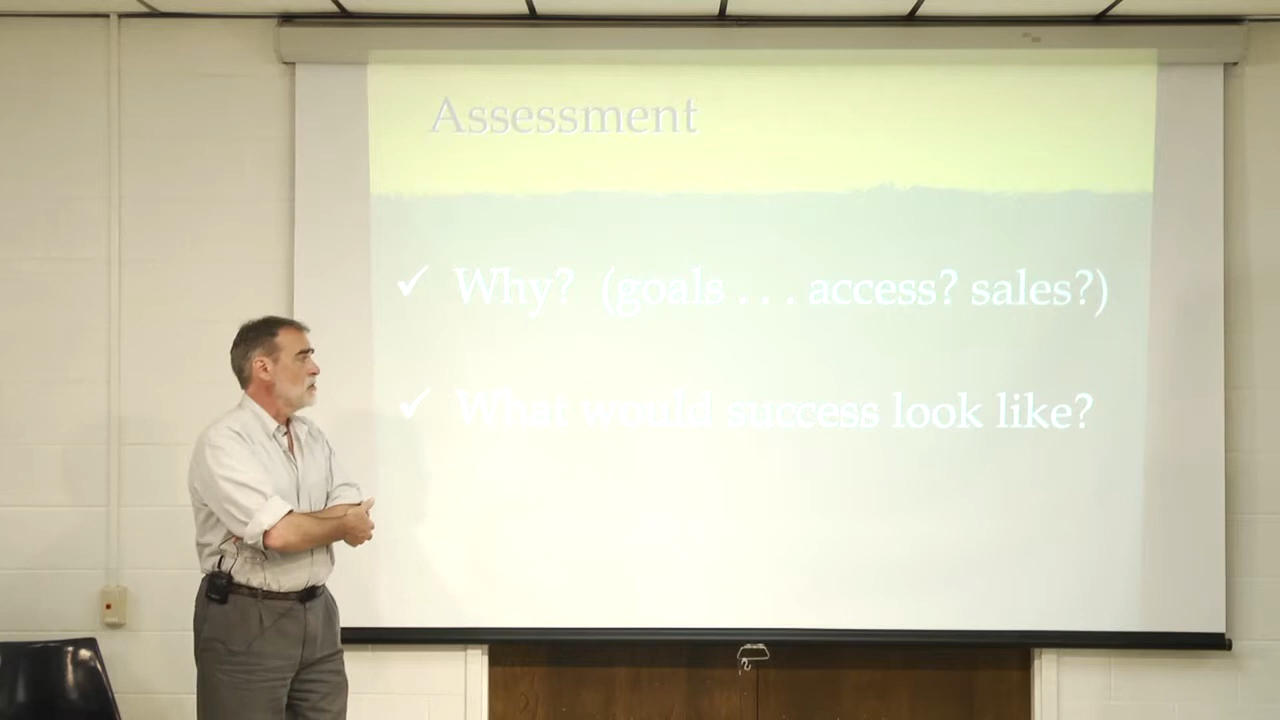 Assessment
✓ Why? (goals . . . access? sales?)
✓ What would success look like?